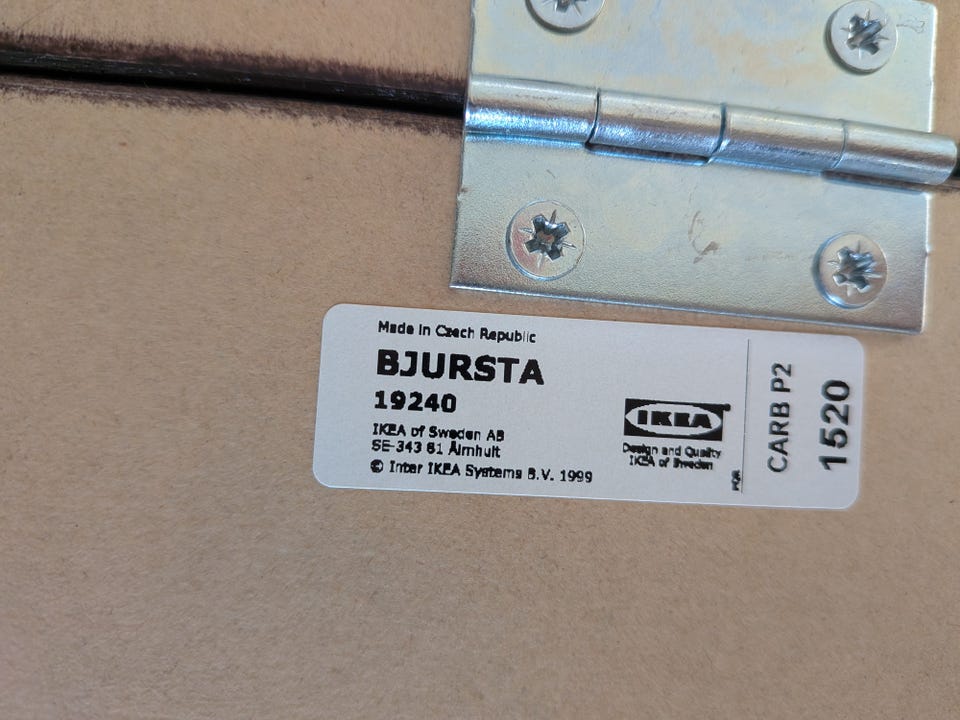 Made in Czech Republic
BJURSTA
19240
IKEA of Sweden AB
SE-343 81 Älmhult
© Inter IKEA Systems B.V. 1999
IKEA
Design and Quality
IKEA of Sweden
CARB P2
1520